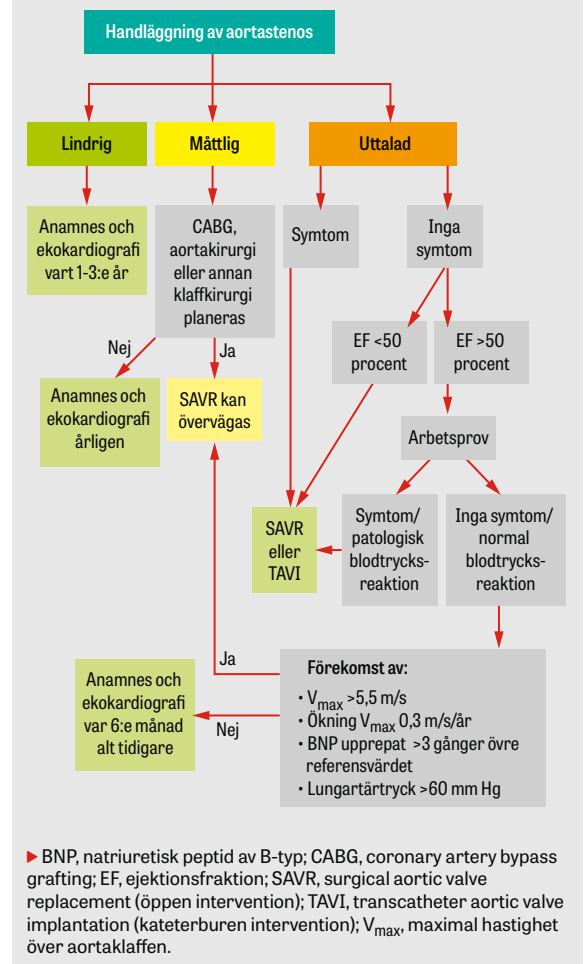 Handläggning av aortastenos
Lindrig
Måttlig
Uttalad
Anamnes och
ekokardiografi
vart 1-3:e år
CABG,
aortakirurgi
eller annan
klaffkirurgi
planeras
Symtom
Inga
symtom
Nej
Ja
EF <50
procent
EF >50
procent
Anamnes och
ekokardiografi
årligen
SAVR kan
övervägas
Arbetsprov
SAVR
eller
TAVI
Symtom/
patologisk
blodtrycks-
reaktion
Inga symtom/
normal
blodtrycks-
reaktion
Ja
Nej
Anamnes och
ekokardiografi
var 6:e månad
alt tidigare
Förekomst av:
• Vmax >5,5 m/s
• Ökning Vmax 0,3 m/s/år
• BNP upprepat >3 gånger övre
referensvärdet
• Lungartärtryck >60 mm Hg
▶ BNP, natriuretisk peptid av B-typ; CABG, coronary artery bypass
grafting; EF, ejektionsfraktion; SAVR, surgical aortic valve
replacement (öppen intervention); TAVI, transcatheter aortic valve
implantation (kateterburen intervention); Vmax, maximal hastighet
över aortaklaffen.